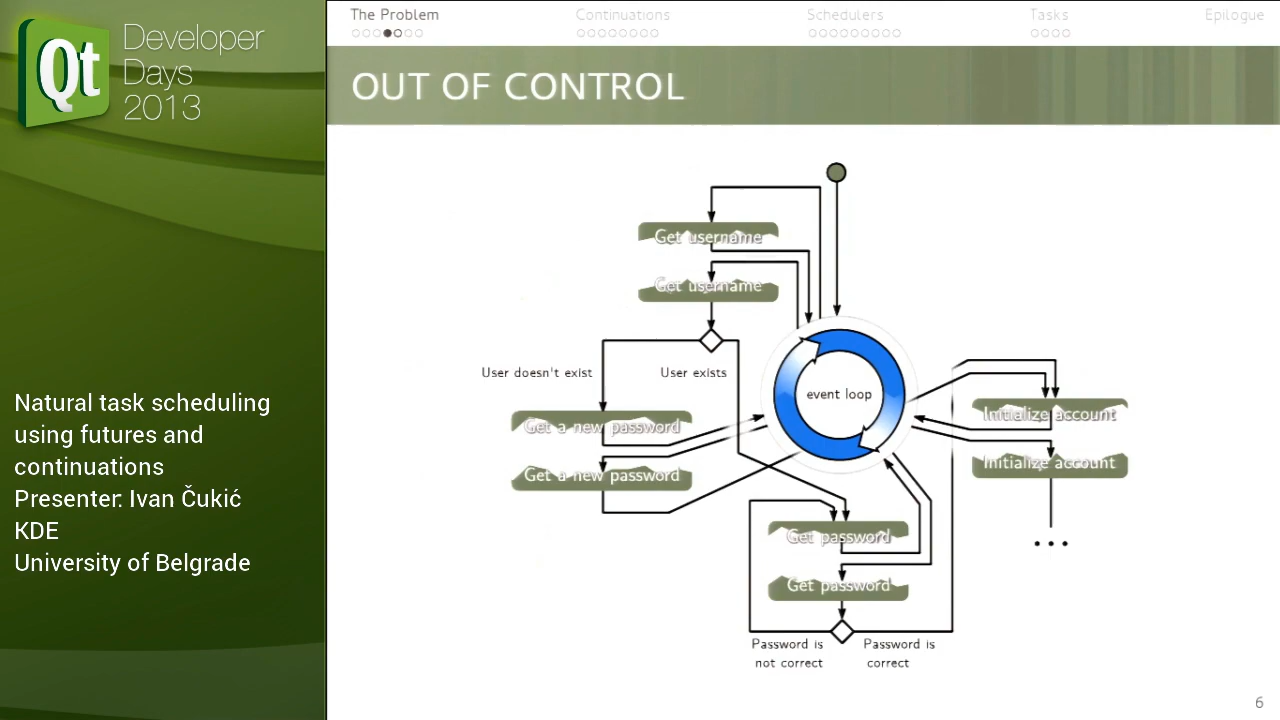 Qt
Developer
Days
2013
Natural task scheduling
using futures and
continuations
Presenter: Ivan Čukić
KDE
University of Belgrade
The Problem
Continuations
Schedulers
Tasks
Epilogue
OUT OF CONTROL
Get username
Get username
User doesn't exist
User exists
event loop
Get a new password
Get a new password
Initialize account
Initialize account
Get password
Get password
Password is
not correct
Password is
correct
6